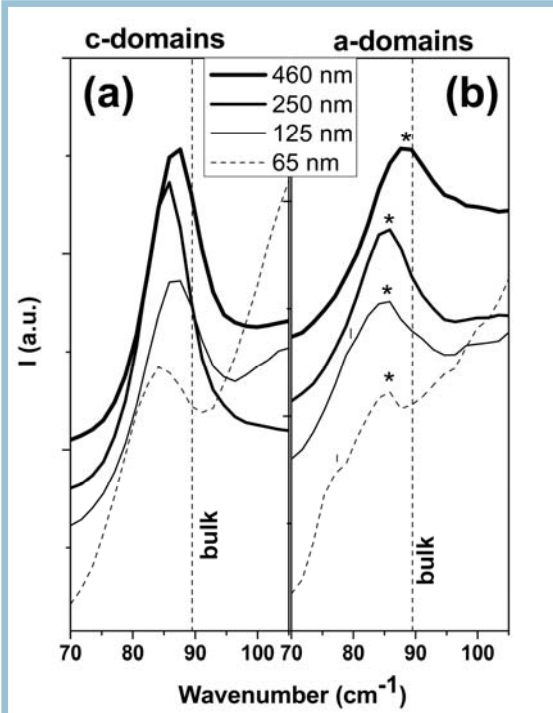 c-domains a-domains
(a) (b)
460 nm
250 nm
125 nm
65 nm
*
*
*
*
I (a.u.)
bulk bulk
70 80 90 100 70 80 90 100
Wavenumber (cm-1)